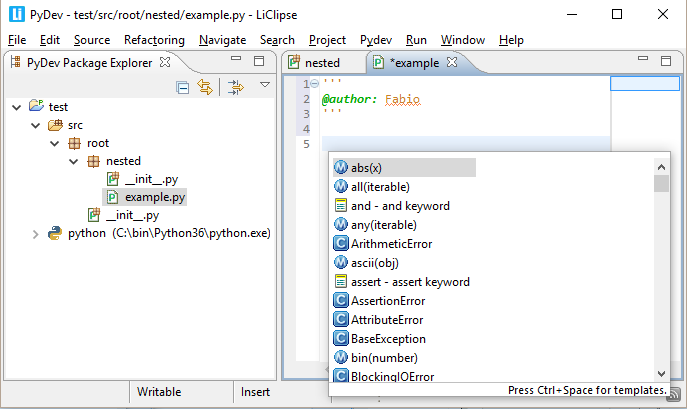 Li PyDev - test/src/root/nested/example.py - LiClipse
File Edit Source Refactoring Navigate Search Project Pydev Run Window Help
PyDev Package Explorer
test
src
root
nested
__init__.py
example.py
__init__.py
python (C:\bin\Python36\python.exe)
nested *example
1 '''
2 @author: Fabio
3 '''
4
5
abs(x)
all(iterable)
and - and keyword
any(iterable)
ArithmeticError
ascii(obj)
assert - assert keyword
AssertionError
AttributeError
BaseException
bin(number)
BlockingIOError
Press Ctrl+Space for templates.
Writable Insert